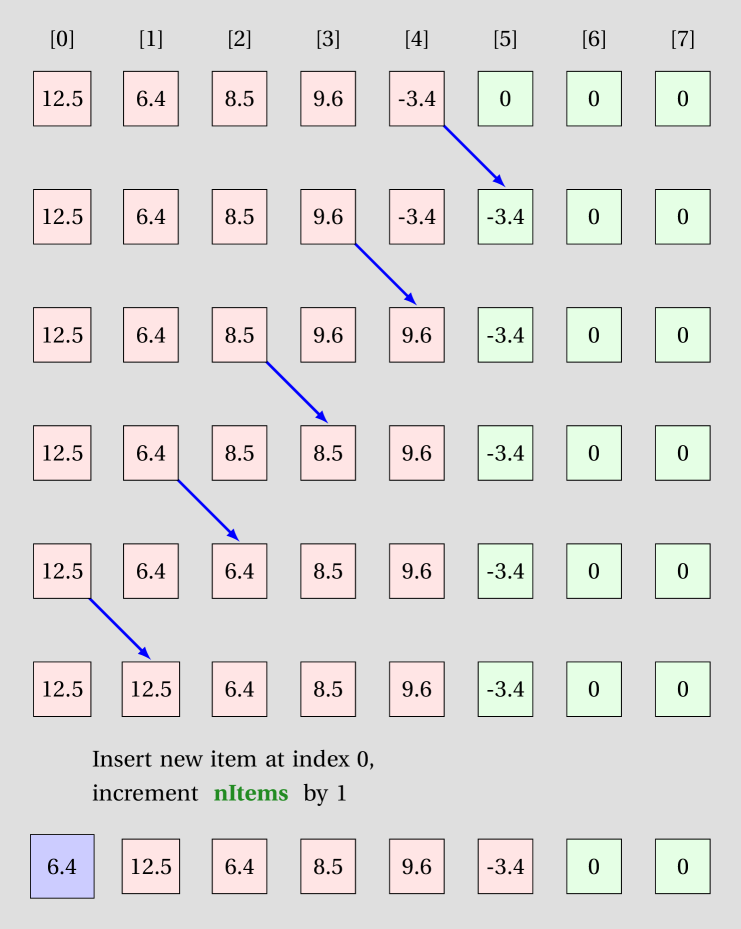 [0] [1] [2] [3] [4] [5] [6] [7]
12.5 6.4 8.5 9.6 -3.4 0 0 0
12.5 6.4 8.5 9.6 -3.4 -3.4 0 0
12.5 6.4 8.5 9.6 9.6 -3.4 0 0
12.5 6.4 8.5 8.5 9.6 -3.4 0 0
12.5 6.4 6.4 8.5 9.6 -3.4 0 0
12.5 12.5 6.4 8.5 9.6 -3.4 0 0
Insert new item at index 0,
increment nItems by 1
6.4 12.5 6.4 8.5 9.6 -3.4 0 0